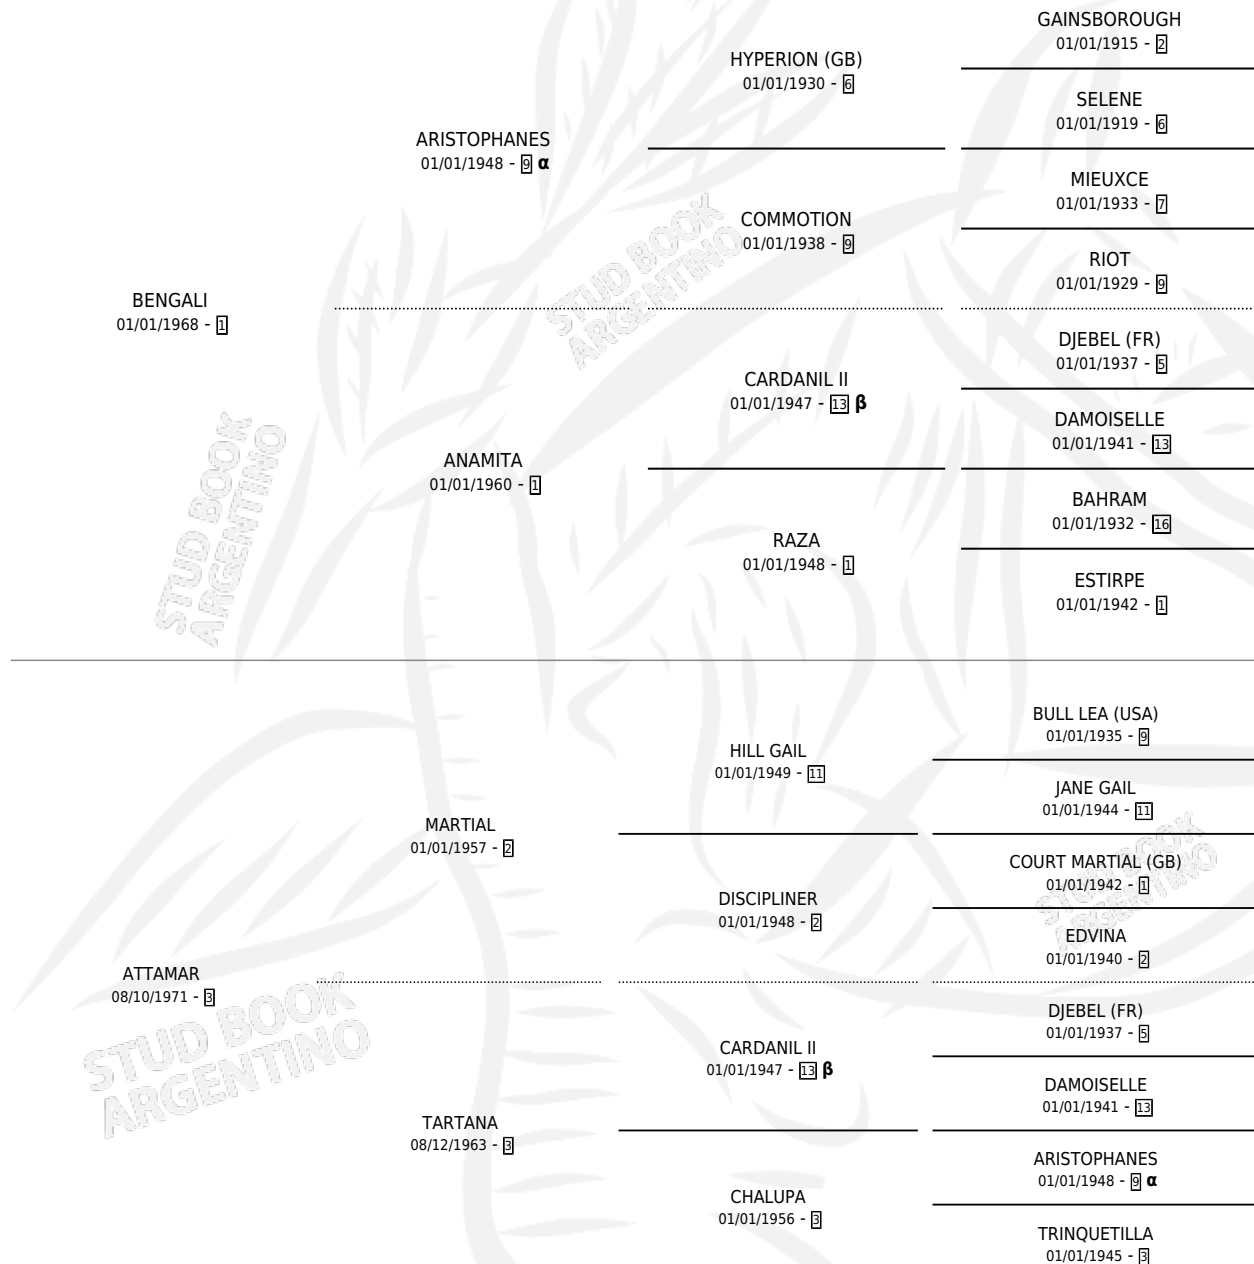 GAINSBOROUGH
01/01/1915 - 2
HYPERION (GB)
01/01/1930 - 6
SELENE
01/01/1919 - 6
ARISTOPHANES
01/01/1948 - 9 α
MIEUXCE
01/01/1933 - 7
COMMOTION
01/01/1938 - 9
RIOT
01/01/1929 - 9
BENGALI
01/01/1968 - 1
DJEBEL (FR)
01/01/1937 - 5
CARDANIL II
01/01/1947 - 13 β
DAMOISELLE
01/01/1941 - 13
ANAMITA
01/01/1960 - 1
BAHRAM
01/01/1932 - 16
RAZA
01/01/1948 - 1
ESTIRPE
01/01/1942 - 1
STUD BOOK
ARGENTINO
STUD BOOK
ARGENTINO
BULL LEA (USA)
01/01/1935 - 9
HILL GAIL
01/01/1949 - 11
JANE GAIL
01/01/1944 - 11
MARTIAL
01/01/1957 - 2
COURT MARTIAL (GB)
01/01/1942 - 1
DISCIPLINER
01/01/1948 - 2
EDVINA
01/01/1940 - 2
ATTAMAR
08/10/1971 - 3
DJEBEL (FR)
01/01/1937 - 5
CARDANIL II
01/01/1947 - 13 β
DAMOISELLE
01/01/1941 - 13
TARTANA
08/12/1963 - 3
ARISTOPHANES
01/01/1948 - 9 α
CHALUPA
01/01/1956 - 3
TRINQUETILLA
01/01/1945 - 3
STUD BOOK
ARGENTINO
STUD BOOK
ARGENTINO